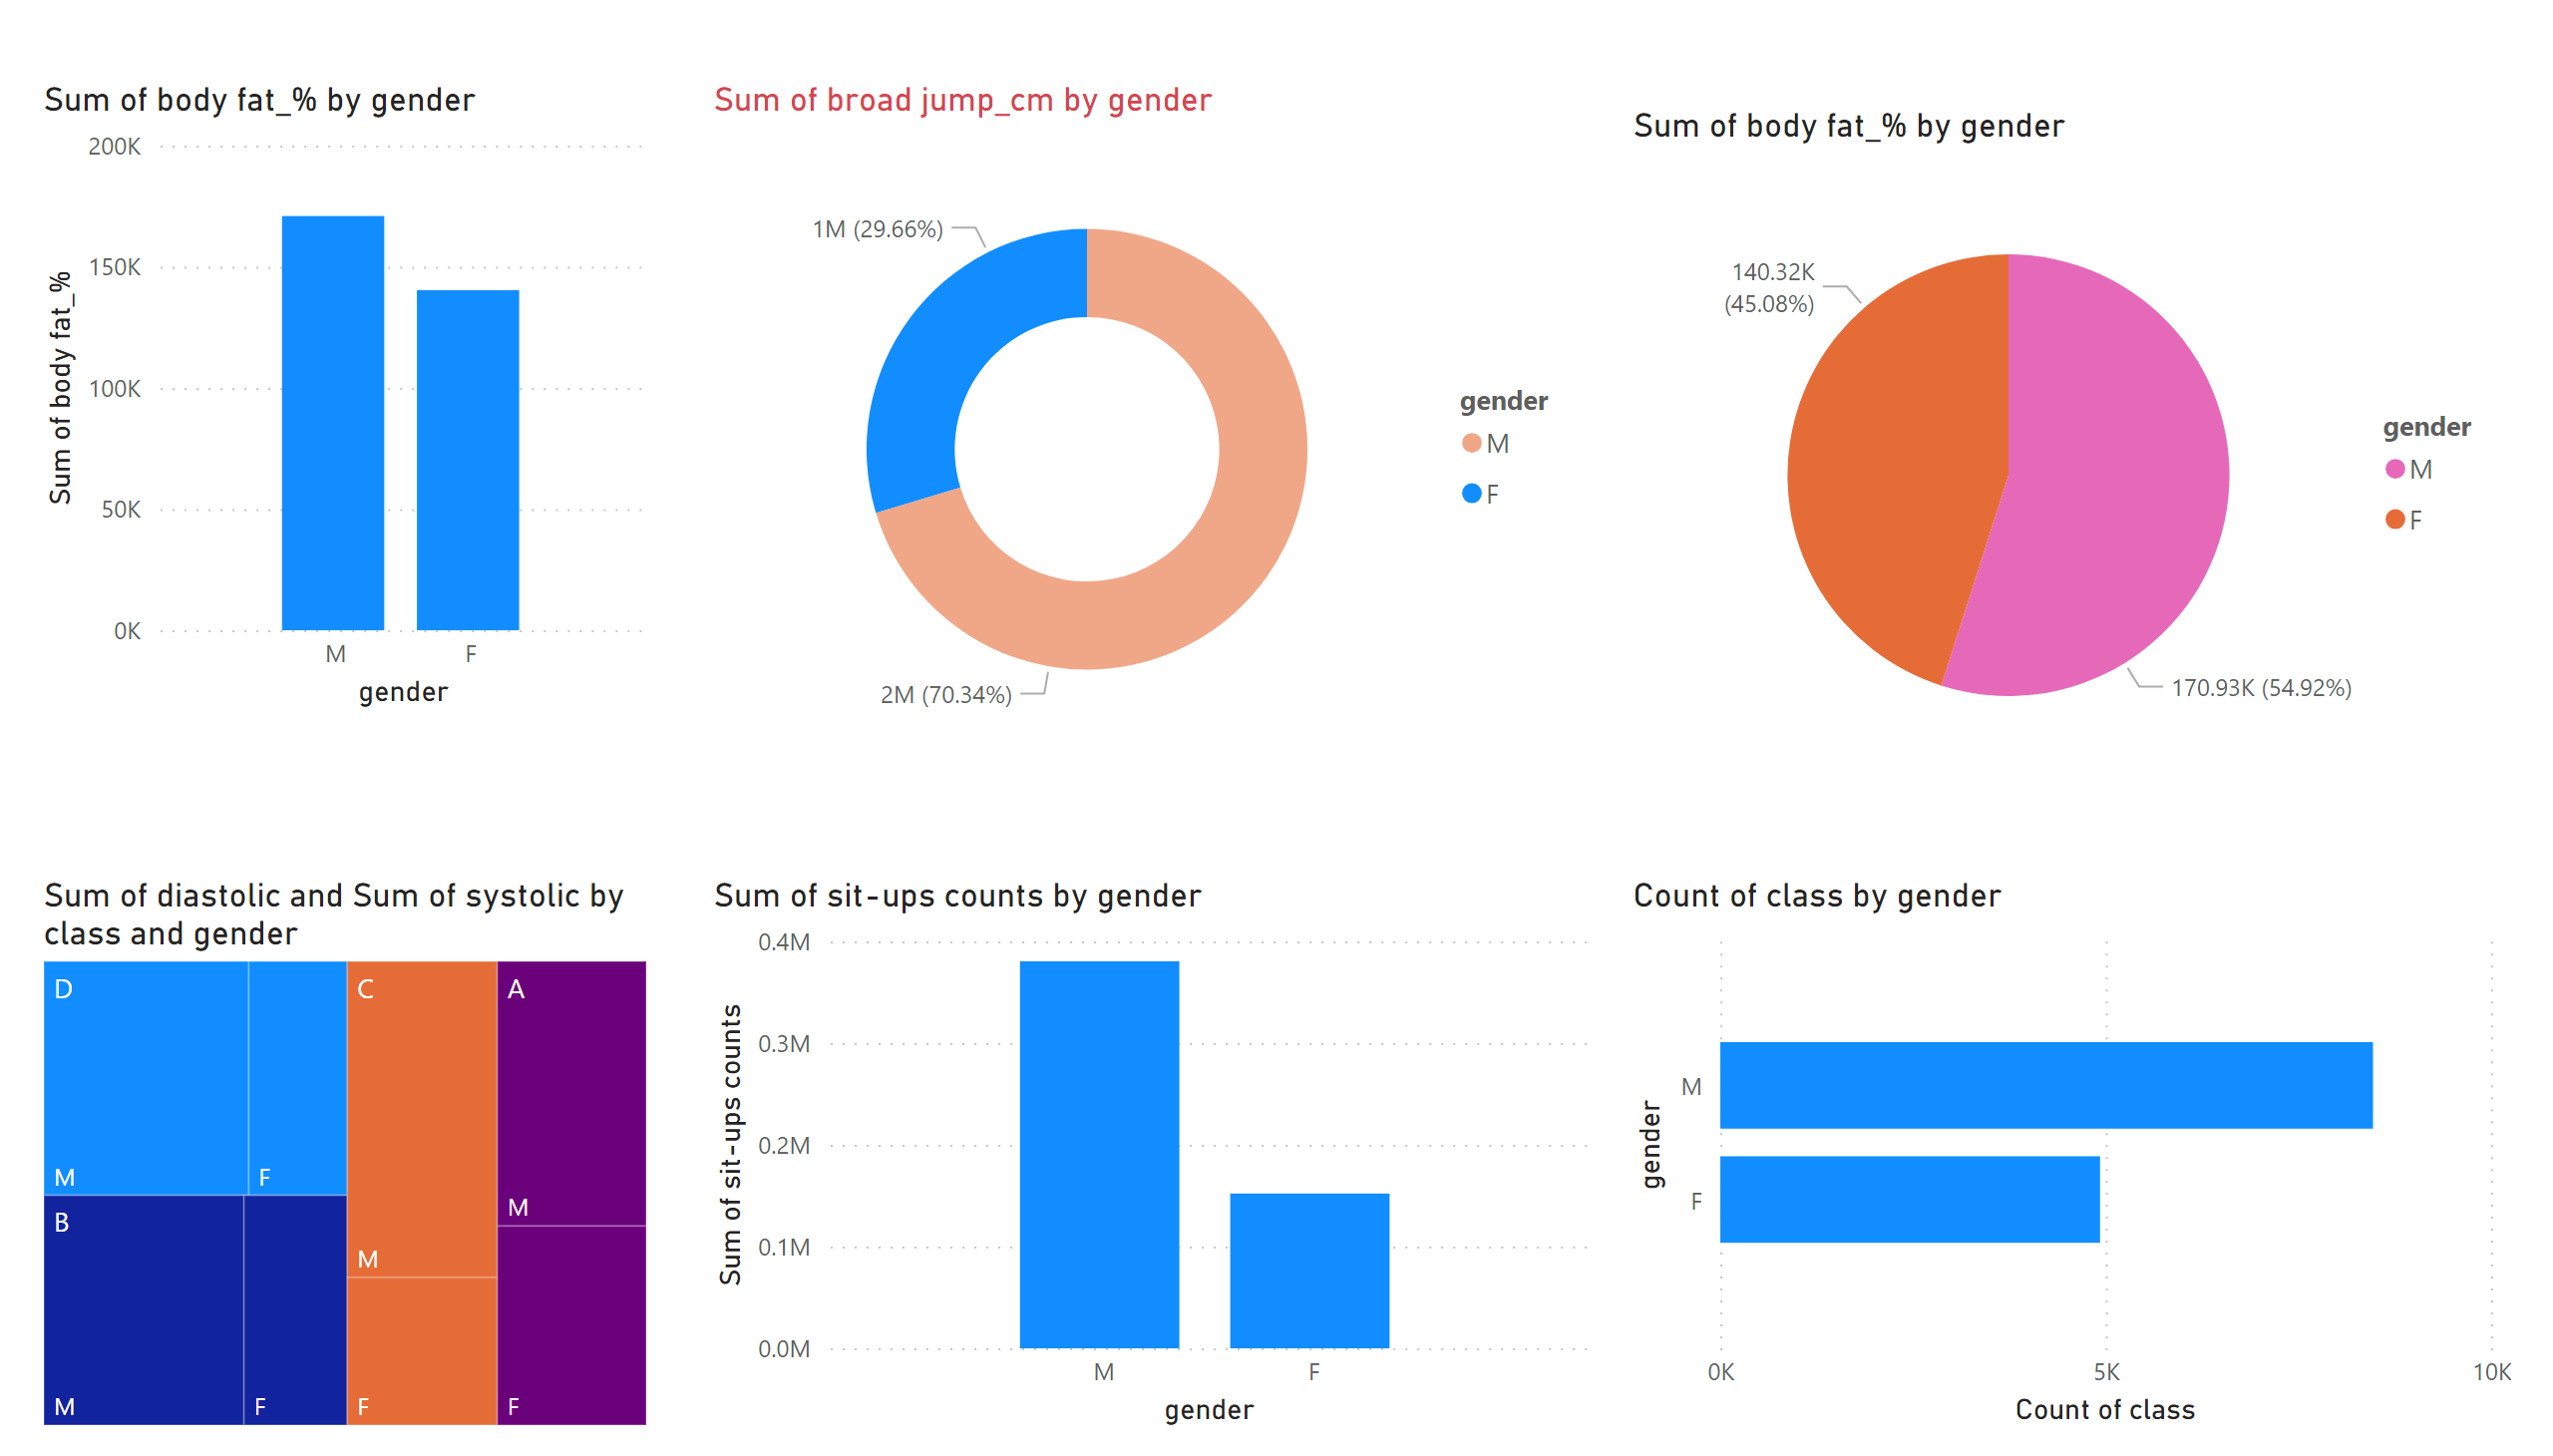 Sum of body fat_% by gender
200K
150K
100K
50K
0K
Sum of body fat_%
M
F
gender
Sum of broad jump_cm by gender
1M (29.66%)
2M (70.34%)
gender
M
F
Sum of body fat_% by gender
140.32K
(45.08%)
170.93K (54.92%)
gender
M
F
Sum of diastolic and Sum of systolic by
class and gender
D
M
F
B
M
F
C
M
F
A
M
F
Sum of sit-ups counts by gender
0.4M
0.3M
0.2M
0.1M
0.0M
Sum of sit-ups counts
M
F
gender
Count of class by gender
gender
M
F
0K
5K
10K
Count of class